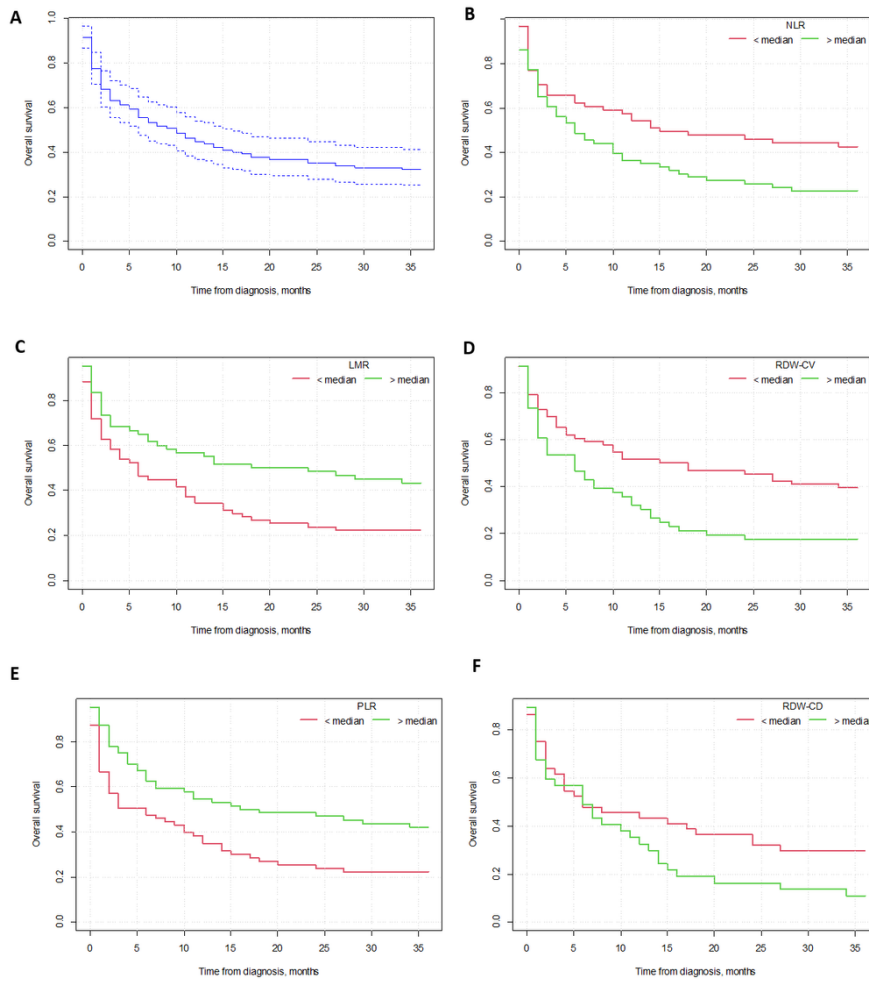 A
1.0
0.8
0.6
0.4
0.2
0.0
Overall survival
0 5 10 15 20 25 30 35
Time from diagnosis, months
B
NLR
< median > median
0.8
0.6
0.4
0.2
0.0
Overall survival
0 5 10 15 20 25 30 35
Time from diagnosis, months
C
LMR
< median > median
0.8
0.6
0.4
0.2
0.0
Overall survival
0 5 10 15 20 25 30 35
Time from diagnosis, months
D
RDW-CV
< median > median
0.8
0.6
0.4
0.2
0.0
Overall survival
0 5 10 15 20 25 30 35
Time from diagnosis, months
E
PLR
< median > median
0.8
0.6
0.4
0.2
0.0
Overall survival
0 5 10 15 20 25 30 35
Time from diagnosis, months
F
RDW-CD
< median > median
0.8
0.6
0.4
0.2
0.0
Overall survival
0 5 10 15 20 25 30 35
Time from diagnosis, months